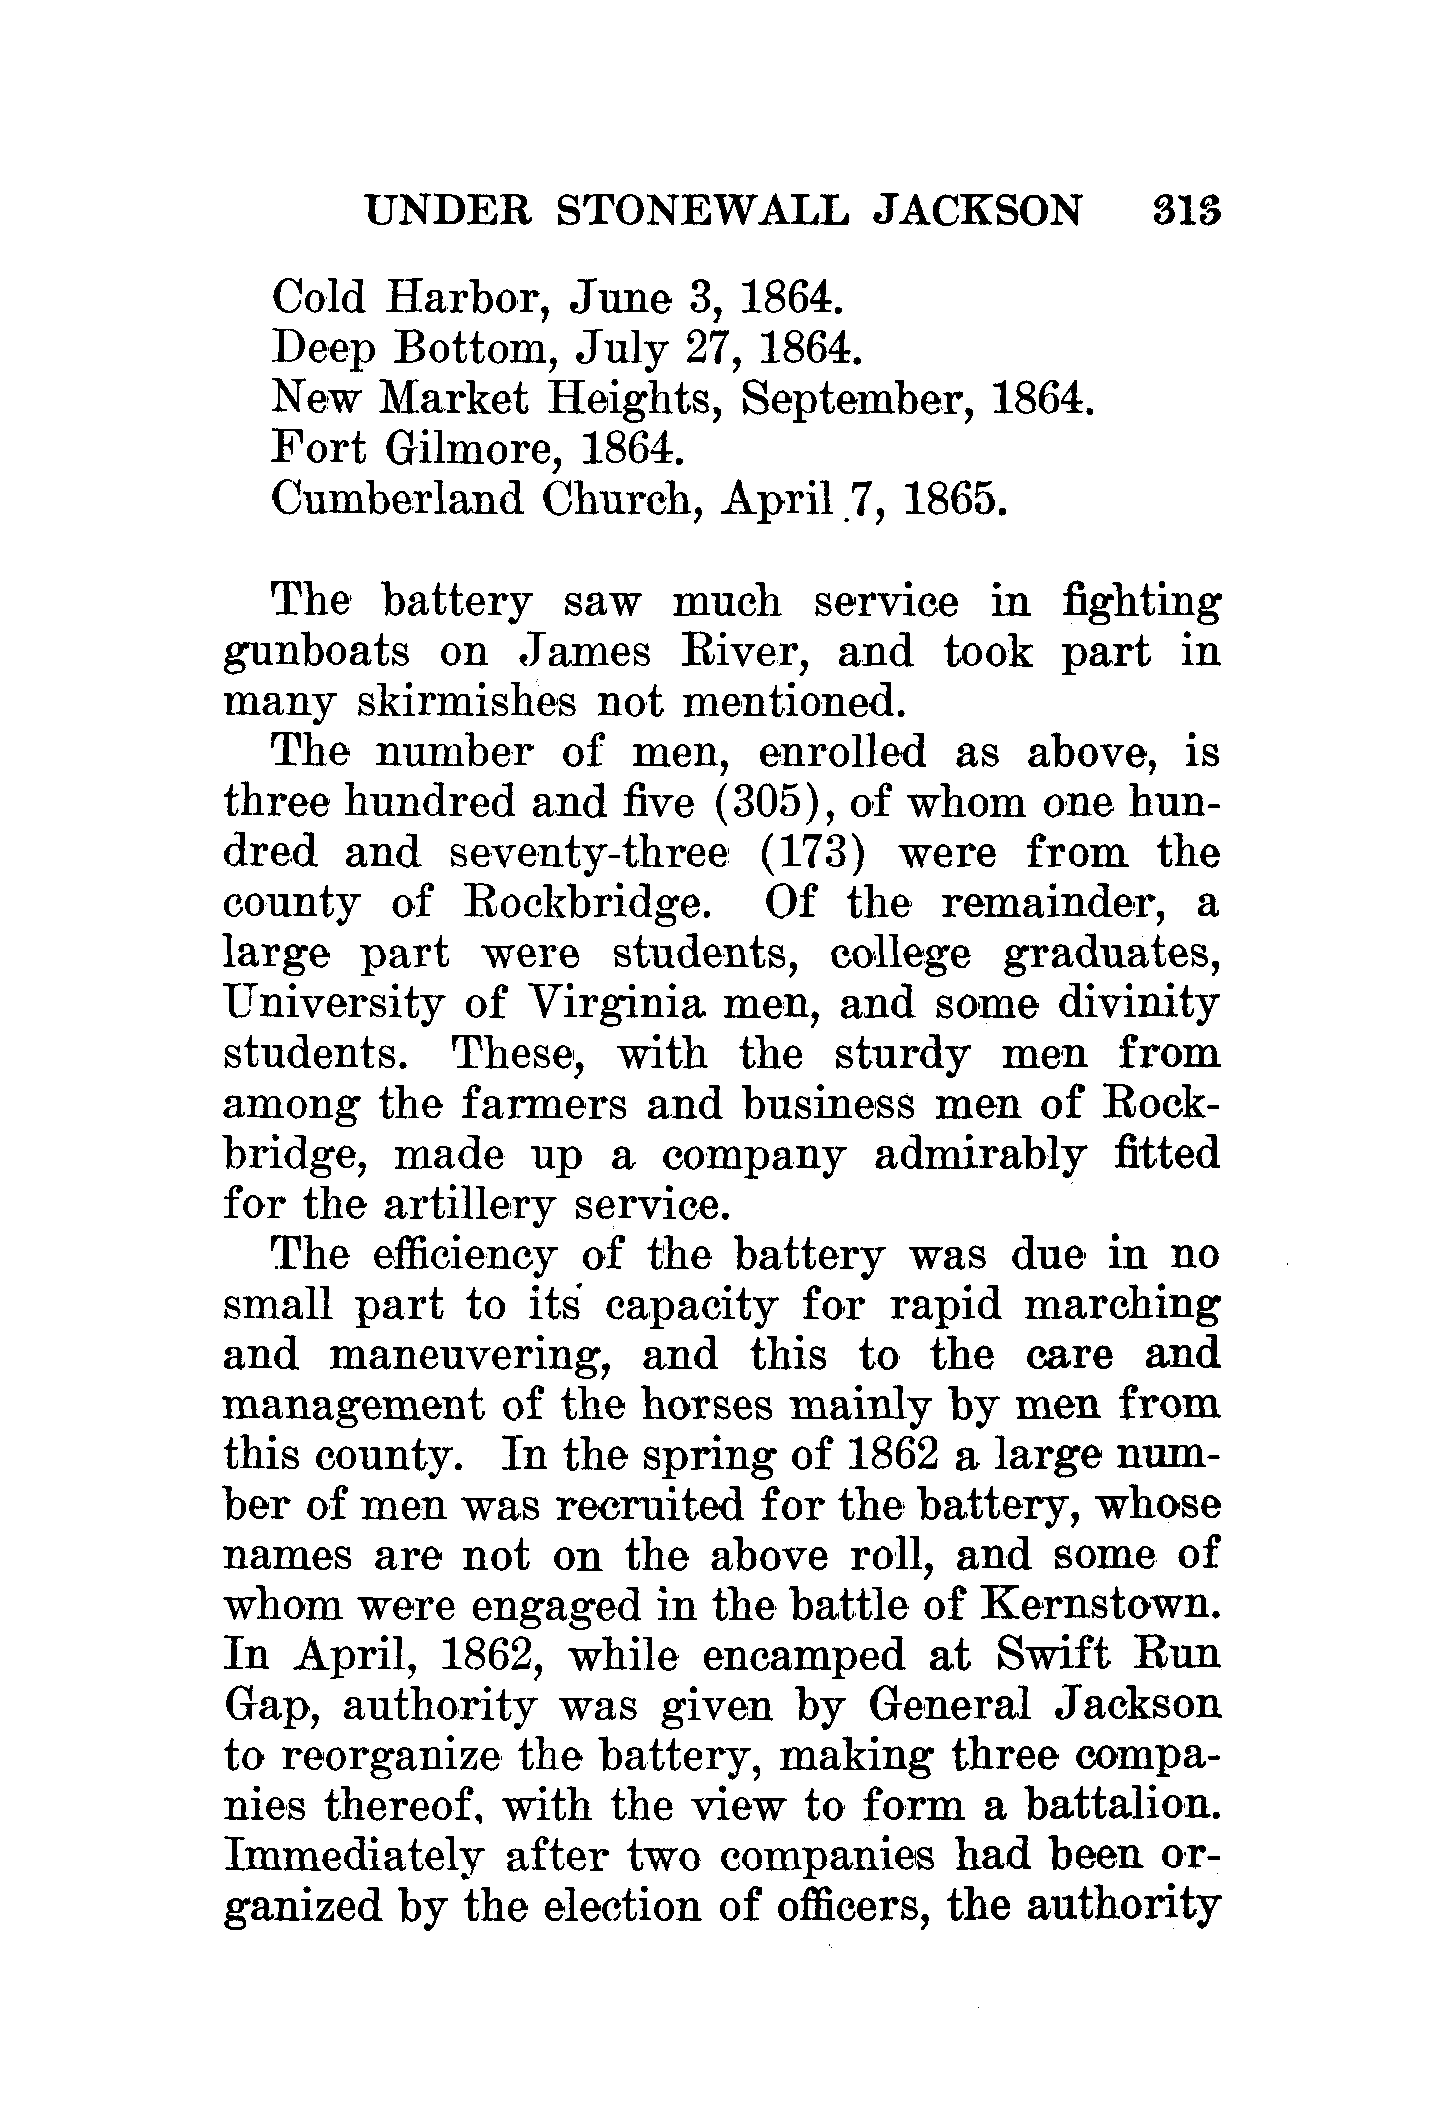 UNDER STONEWALL JACKSON 313
Cold Harbor, June 3, 1864.
Deep Bottom, July 27, 1864.
New Market Heights, September, 1864.
Fort Gilmore, 1864.
Cumberland Church, April 7, 1865.
The battery saw much service in fighting
gunboats on James River, and took part in
many skirmishes not mentioned.
The number of men, enrolled as above, is
three hundred and five (305), of whom one hun-
dred and seventy-three (173) were from the
county of Rockbridge. Of the remainder, a
large part were students, college graduates,
University of Virginia men, and some divinity
students. These, with the sturdy men from
among the farmers and business men of Rock-
bridge, made up a company admirably fitted
for the artillery service.
The efficiency of the battery was due in no
small part to its capacity for rapid marching
and maneuvering, and this to the care and
management of the horses mainly by men from
this county. In the spring of 1862 a large num-
ber of men was recruited for the battery, whose
names are not on the above roll, and some of
whom were engaged in the battle of Kernstown.
In April, 1862, while encamped at Swift Run
Gap, authority was given by General Jackson
to reorganize the battery, making three compa-
nies thereof, with the view to form a battalion.
Immediately after two companies had been or-
ganized by the election of officers, the authority